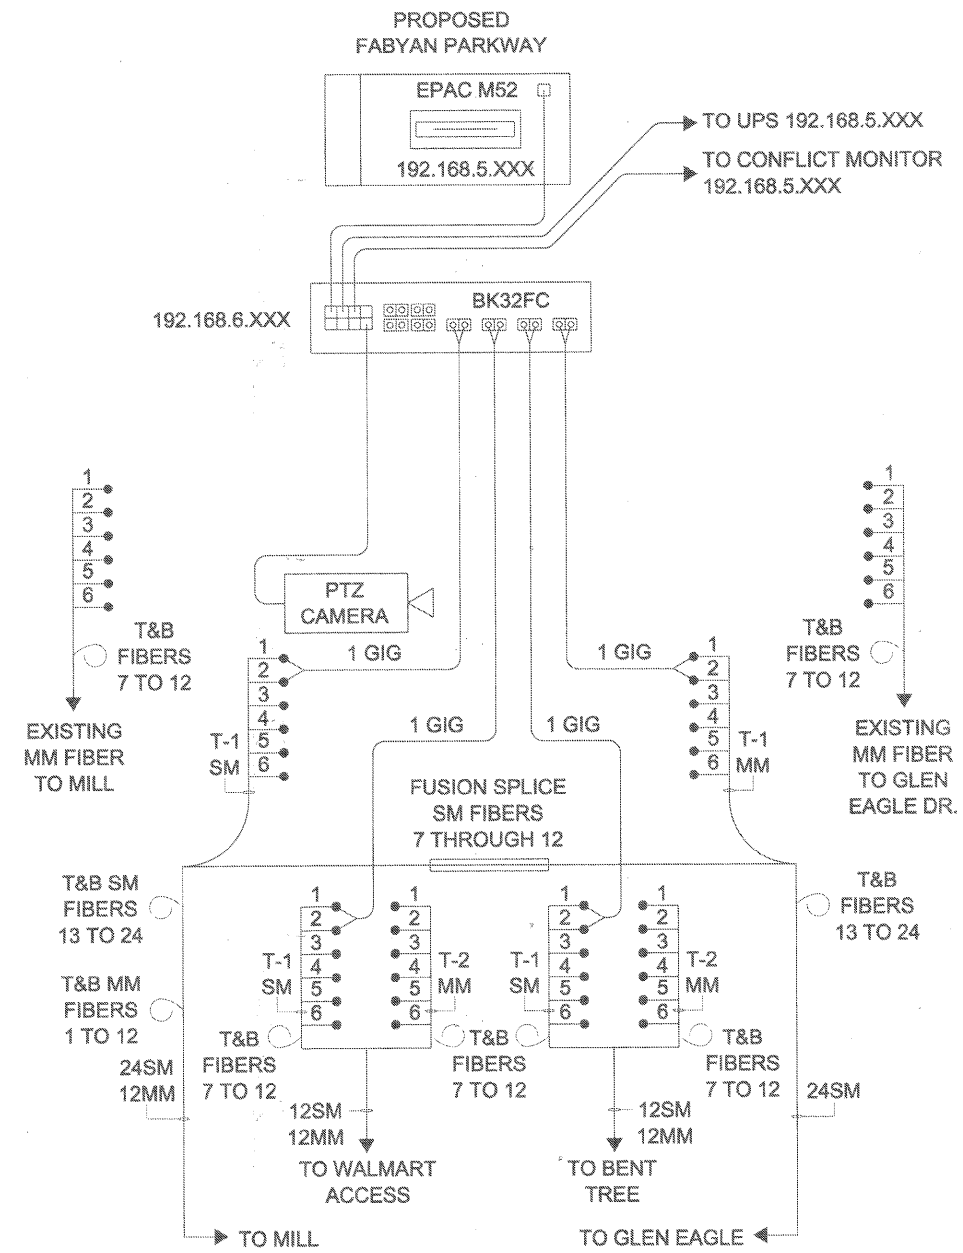 PROPOSED
FABYAN PARKWAY
EPAC M52
192.168.5.XXX
TO UPS 192.168.5.XXX
TO CONFLICT MONITOR
192.168.5.XXX
BK32FC
192.168.6.XXX
1
2
3
4
5
6
T&B
FIBERS
7 TO 12
EXISTING
MM FIBER
TO MILL
PTZ
CAMERA
1
2
3
4
5
6
T&B
FIBERS
7 TO 12
EXISTING
MM FIBER
TO GLEN
EAGLE DR.
1 GIG
1 GIG
1 GIG
1 GIG
1
2
3
4
5
6
T-1
SM
1
2
3
4
5
6
T-1
MM
FUSION SPLICE
SM FIBERS
7 THROUGH 12
T&B SM
FIBERS
13 TO 24
T&B MM
FIBERS
1 TO 12
24SM
12MM
T&B
FIBERS
13 TO 24
24SM
1
2
3
4
5
6
T-1
SM
1
2
3
4
5
6
T-2
MM
1
2
3
4
5
6
T-1
SM
1
2
3
4
5
6
T-2
MM
T&B
FIBERS
7 TO 12
T&B
FIBERS
7 TO 12
T&B
FIBERS
7 TO 12
12SM
12MM
TO WALMART
ACCESS
12SM
12MM
TO BENT
TREE
TO MILL
TO GLEN EAGLE